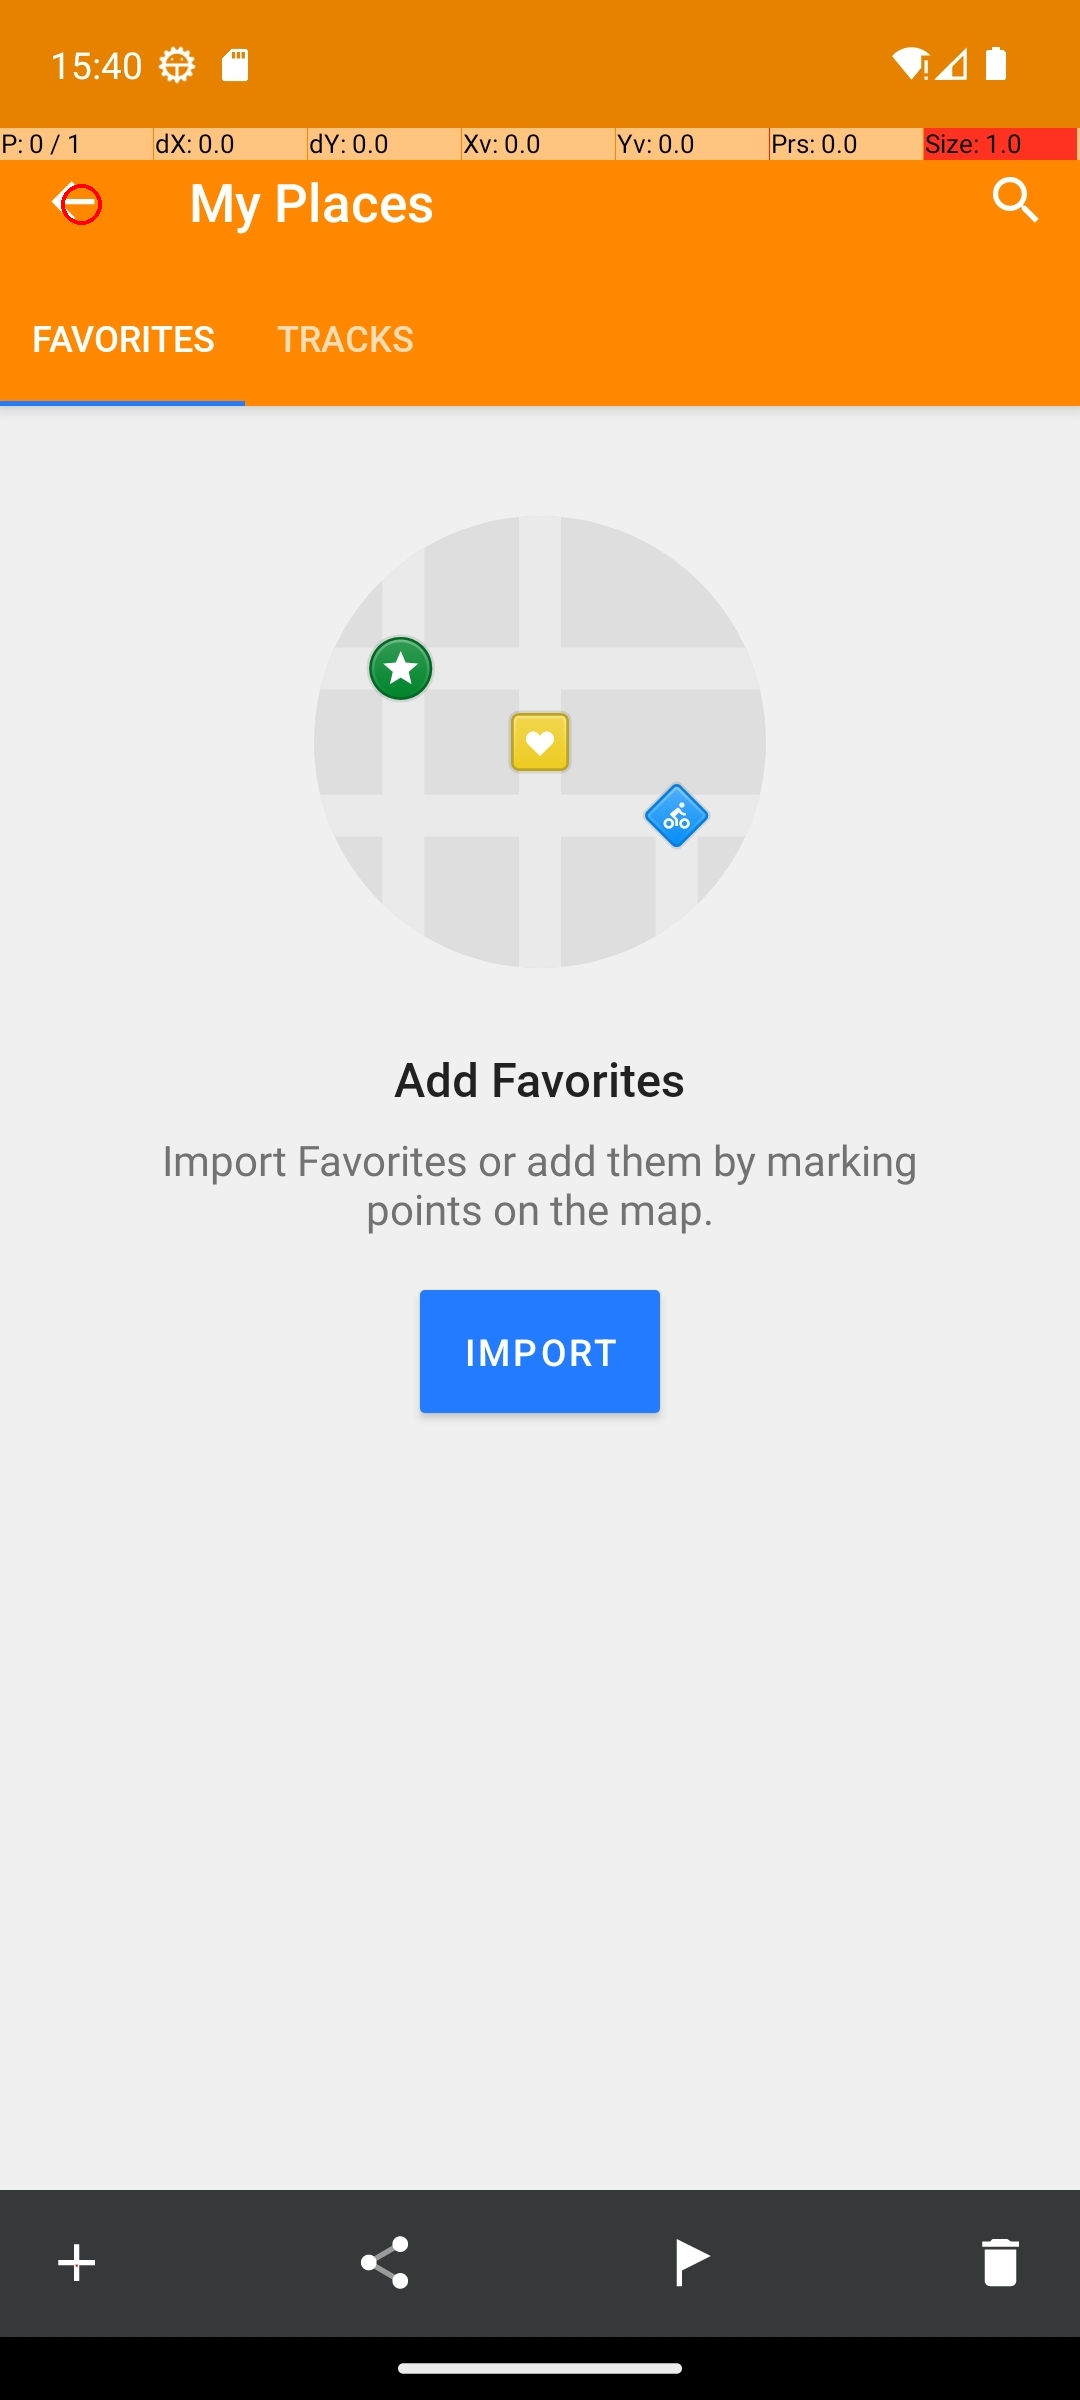 15:40
P: 0 / 1 dX: 0.0 dY: 0.0 Xv: 0.0 Yv: 0.0 Prs: 0.0 Size: 1.0
My Places
FAVORITES TRACKS
Add Favorites
Import Favorites or add them by marking
points on the map.
IMPORT